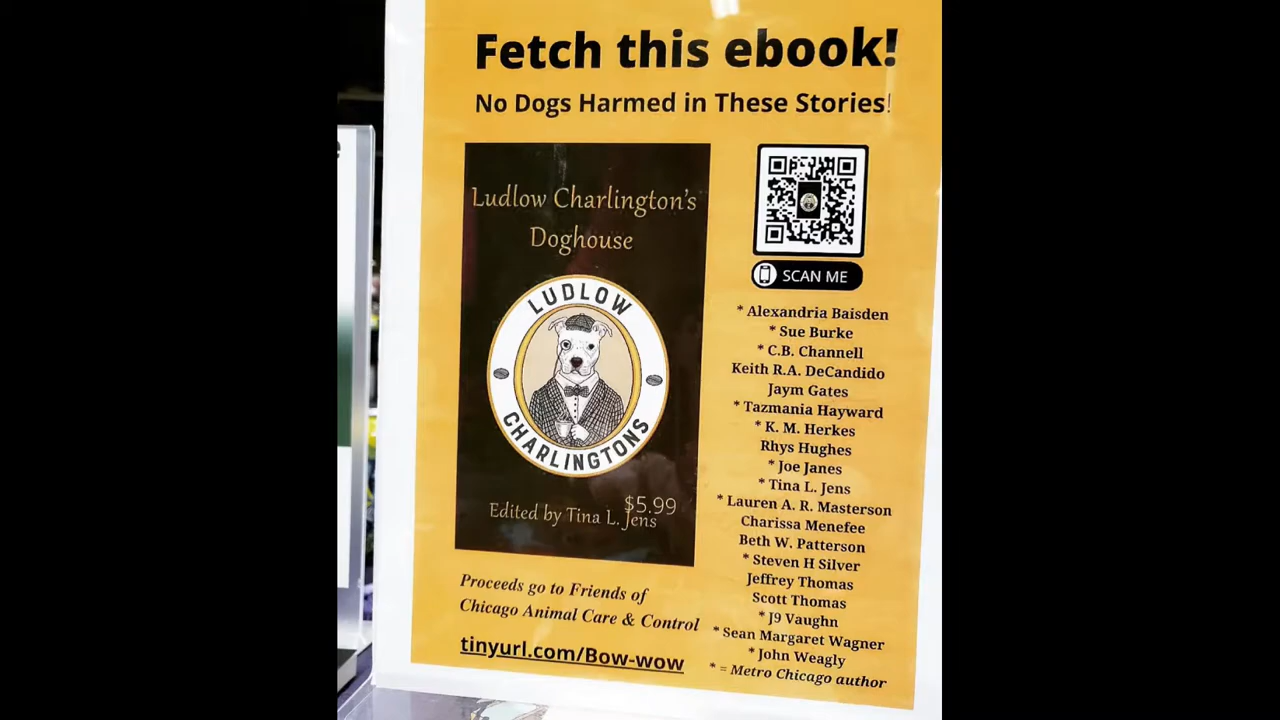 Fetch this ebook!
No Dogs Harmed in These Stories!
Ludlow Charlington's
Doghouse
LUDLOW
CHARLINGTONS
$5.99
Edited by Tina L. Jens
Proceeds go to Friends of
Chicago Animal Care & Control
tinyurl.com/Bow-wow
SCAN ME
* Alexandria Baisden
* Sue Burke
* C.B. Channell
Keith R.A. DeCandido
Jaym Gates
* Tazmania Hayward
* K. M. Herkes
Rhys Hughes
* Joe Janes
* Tina L. Jens
* Lauren A. R. Masterson
Charissa Menefee
Beth W. Patterson
* Steven H Silver
Jeffrey Thomas
Scott Thomas
* J9 Vaughn
* Sean Margaret Wagner
* John Weagly
* = Metro Chicago author